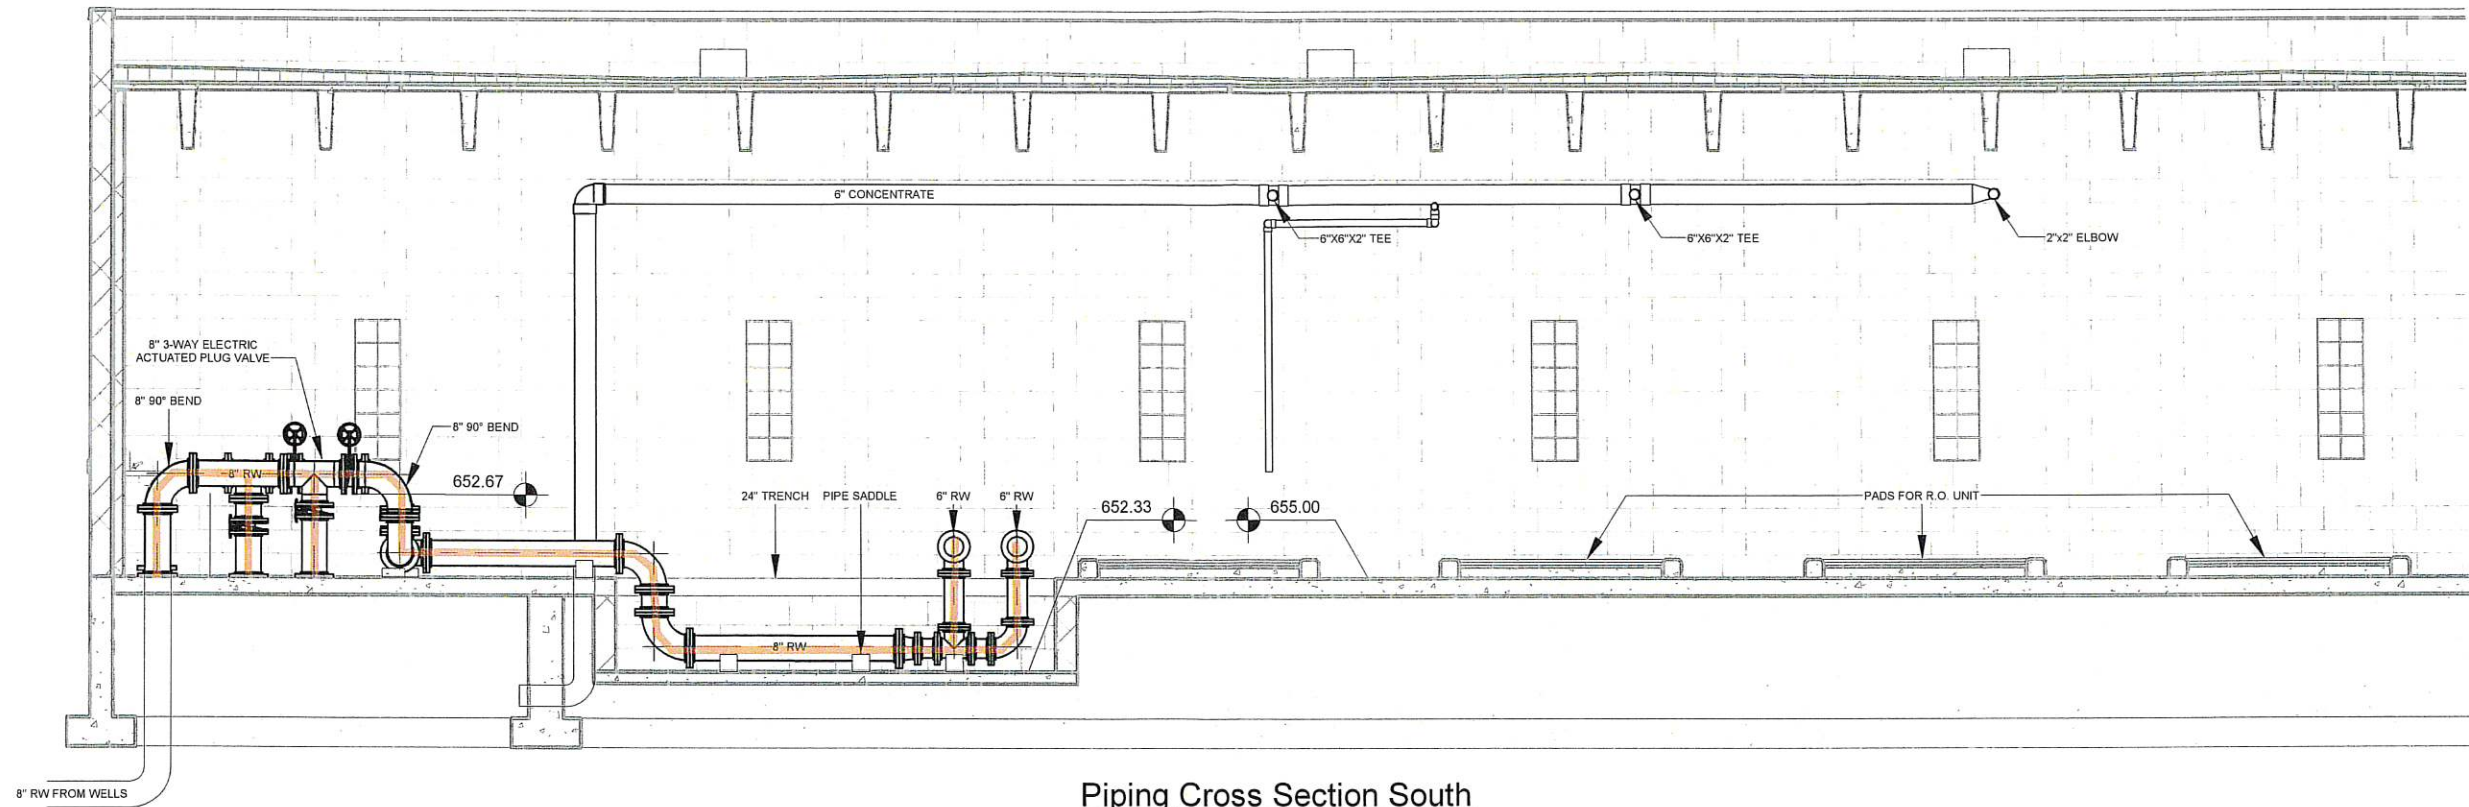 6" CONCENTRATE
6"X6"X2" TEE
6"X6"X2" TEE
2"x2" ELBOW
8" 3-WAY ELECTRIC
ACTUATED PLUG VALVE
8" 90° BEND
8" 90° BEND
8" RW
652.67
24" TRENCH
PIPE SADDLE
6" RW
6" RW
652.33
655.00
PADS FOR R.O. UNIT
8" RW
8" RW FROM WELLS
Piping Cross Section South